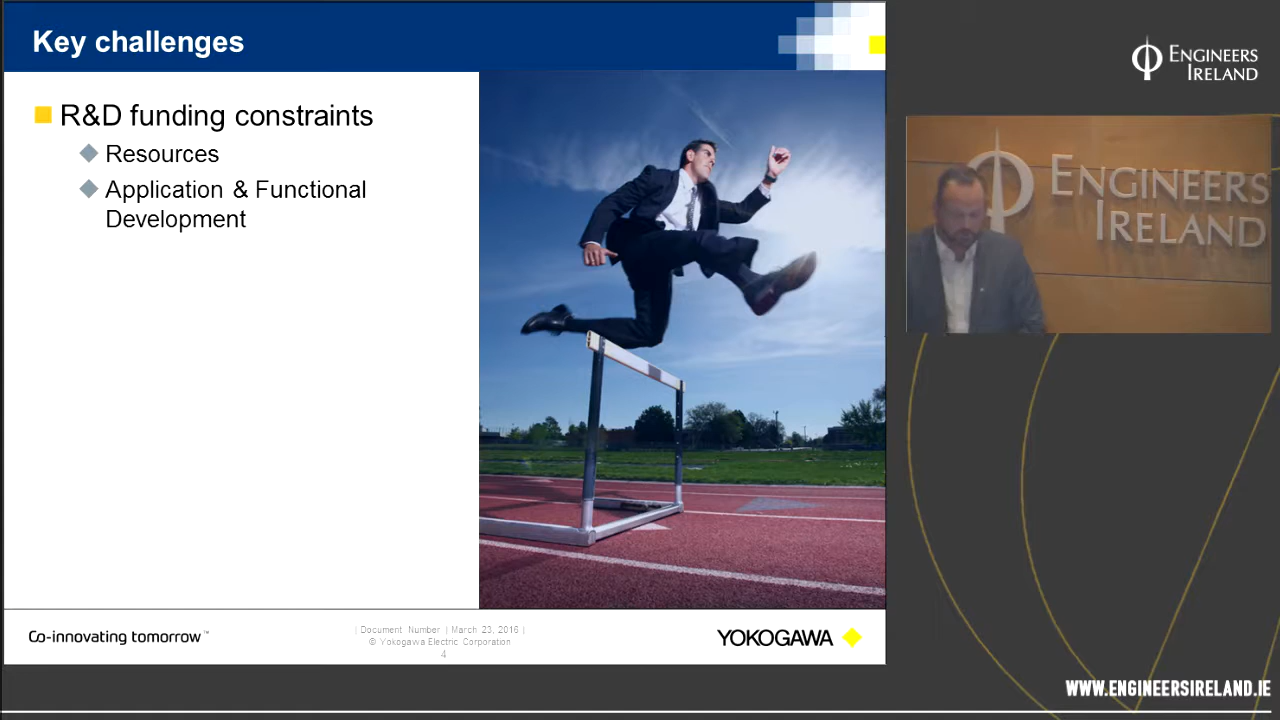 Key challenges
R&D funding constraints
Resources
Application & Functional
Development
Co-innovating tomorrow™
| Document Number | March 23, 2016 |
© Yokogawa Electric Corporation
4
YOKOGAWA
ENGINEERS
IRELAND
ENGINEERS
IRELAND
WWW.ENGINEERSIRELAND.IE